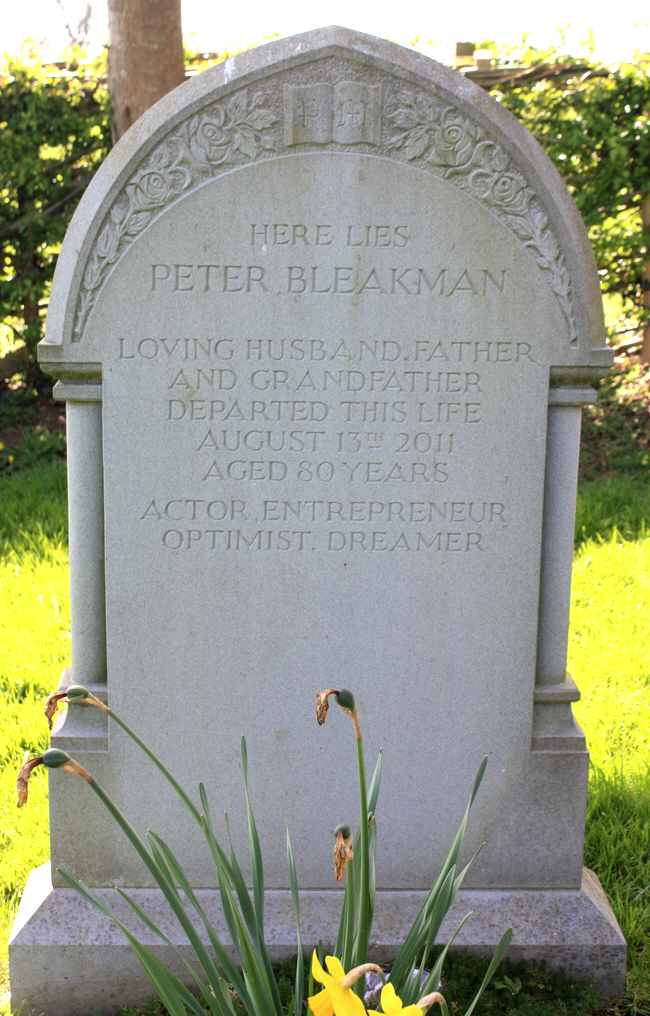 HERE LIES
PETER BLEAKMAN
LOVING HUSBAND. FATHER
AND GRANDFATHER
DEPARTED THIS LIFE
AUGUST 13TH 2011
AGED 80 YEARS
ACTOR. ENTREPRENEUR
OPTIMIST. DREAMER